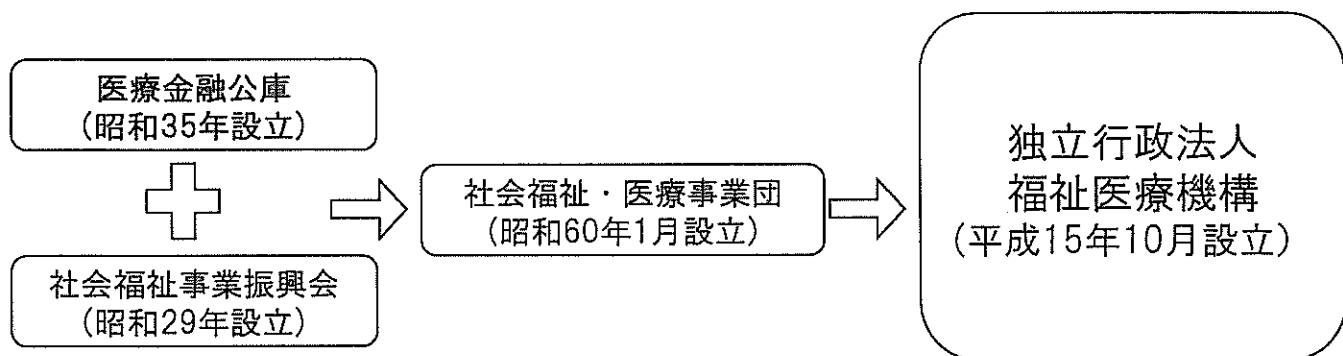 医療金融公庫
(昭和35年設立)
社会福祉事業振興会
(昭和29年設立)
社会福祉・医療事業団
(昭和60年1月設立)
独立行政法人
福祉医療機構
(平成15年10月設立)